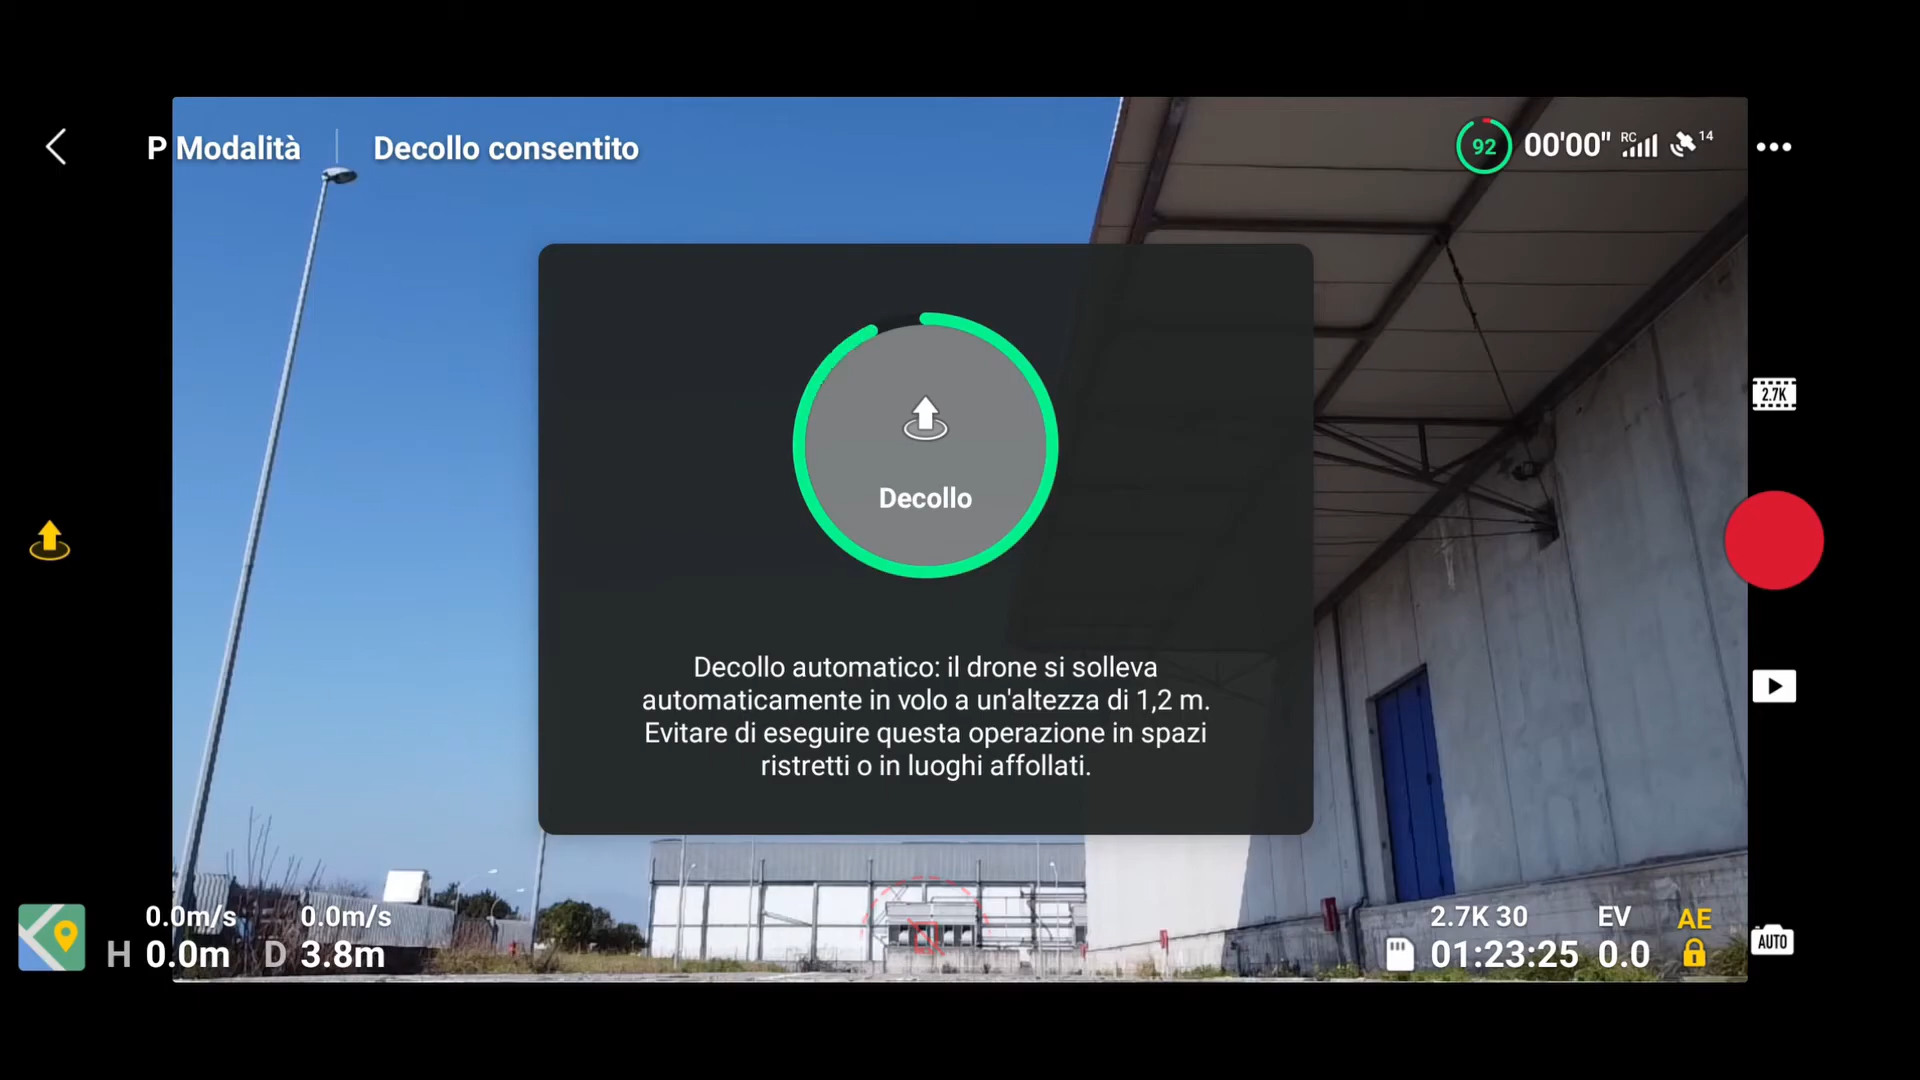 P Modalità
Decollo consentito
92
00'00"
RC
14
2.7K
Decollo
Decollo automatico: il drone si solleva
automaticamente in volo a un'altezza di 1,2 m.
Evitare di eseguire questa operazione in spazi
ristretti o in luoghi affollati.
0.0m/s
0.0m/s
H 0.0m
D 3.8m
2.7K 30
EV
AE
01:23:25
0.0
AUTO